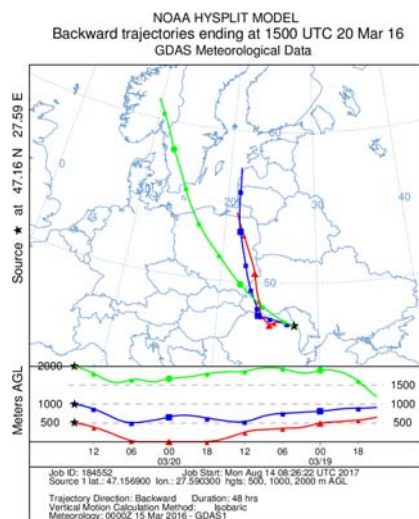 NOAA HYSPLIT MODEL
Backward trajectories ending at 1500 UTC 20 Mar 16
GDAS Meteorological Data
Source ★ at 47.16 N 27.59 E
0
10
20
30
40
50
Meters AGL
2000
1000
500
1500
1000
500
12 06 00 18 12 06 00 18
03/20 03/19
Job ID: 184552 Job Start: Mon Aug 14 08:26:22 UTC 2017
Source 1 lat.: 47.156900 lon.: 27.590300 hgts: 500, 1000, 2000 m AGL
Trajectory Direction: Backward Duration: 48 hrs
Vertical Motion Calculation Method: Isobaric
Meteorology: 0000Z 15 Mar 2016 - GDAS1